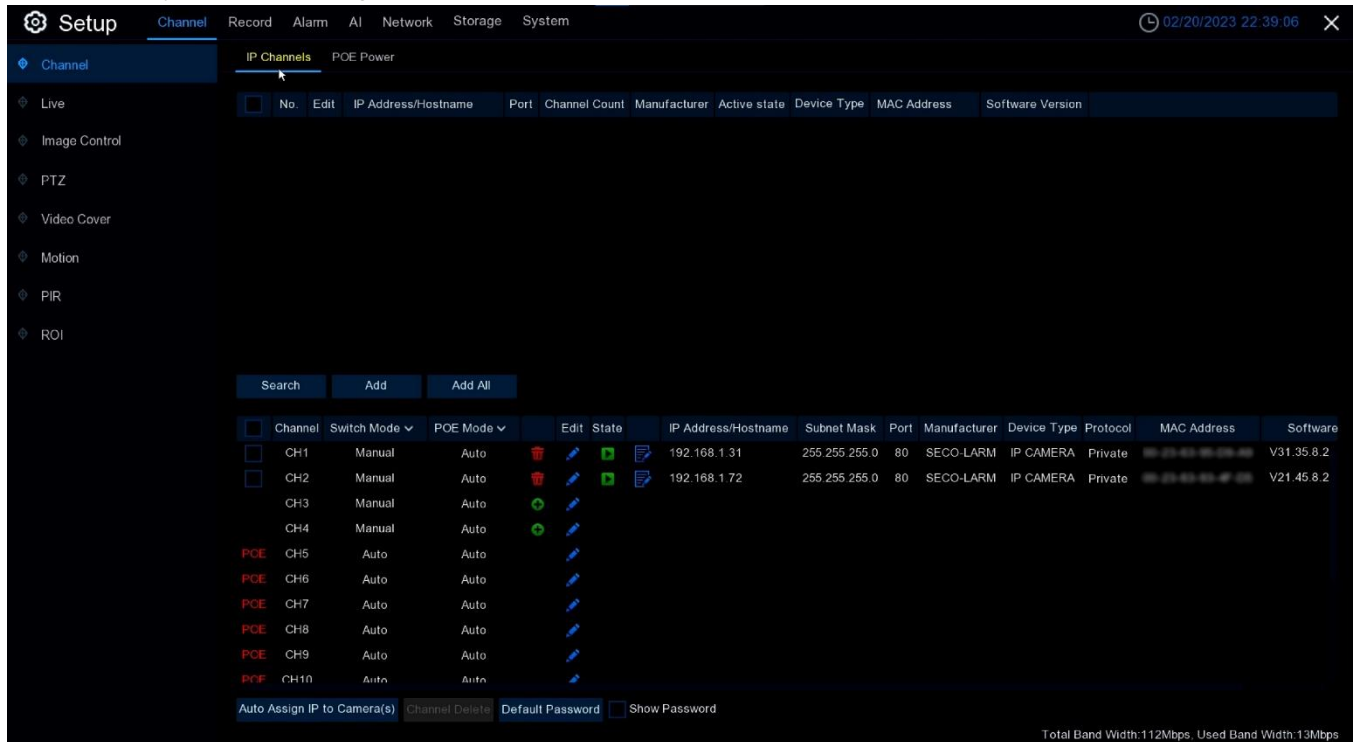 Setup Channel Record Alarm AI Network Storage System 02/20/2023 22:39:06
Channel
Live
Image Control
PTZ
Video Cover
Motion
PIR
ROI
IP Channels POE Power
No. Edit IP Address/Hostname Port Channel Count Manufacturer Active state Device Type MAC Address Software Version
Search Add Add All
Channel Switch Mode POE Mode Edit State IP Address/Hostname Subnet Mask Port Manufacturer Device Type Protocol MAC Address Software
CH1 Manual Auto 192.168.1.31 255.255.255.0 80 SECO-LARM IP CAMERA Private V31.35.8.2
CH2 Manual Auto 192.168.1.72 255.255.255.0 80 SECO-LARM IP CAMERA Private V21.45.8.2
CH3 Manual Auto
CH4 Manual Auto
POE CH5 Auto Auto
POE CH6 Auto Auto
POE CH7 Auto Auto
POE CH8 Auto Auto
POE CH9 Auto Auto
POE CH10 Auto Auto
Auto Assign IP to Camera(s) Channel Delete Default Password Show Password
Total Band Width:112Mbps, Used Band Width:13Mbps